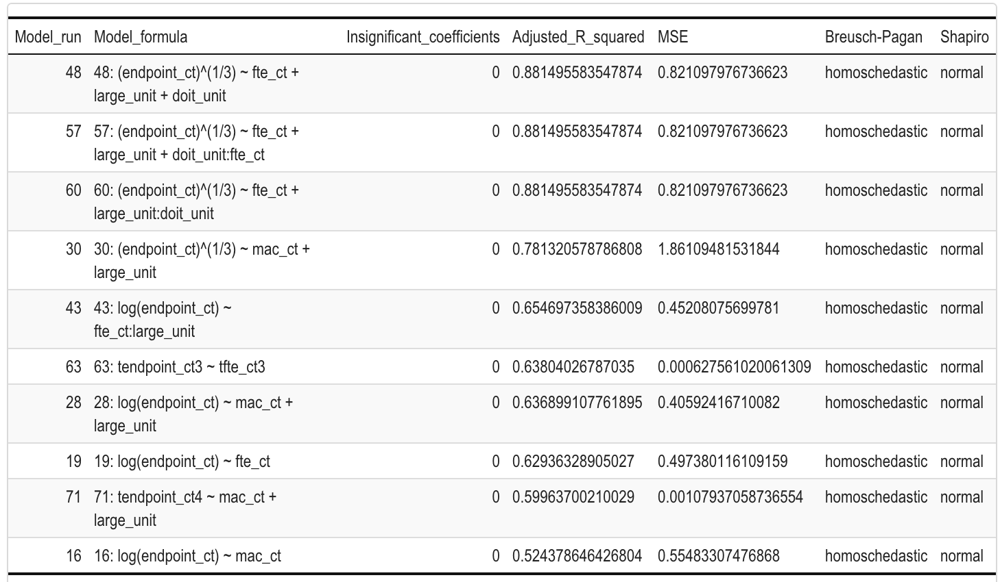 Model_run Model_formula Insignificant_coefficients Adjusted_R_squared MSE Breusch-Pagan Shapiro
48 48: (endpoint_ct)^(1/3) ~ fte_ct + 0 0.881495583547874 0.821097976736623 homoschedastic normal
large_unit + doit_unit
57 57: (endpoint_ct)^(1/3) ~ fte_ct + 0 0.881495583547874 0.821097976736623 homoschedastic normal
large_unit + doit_unit:fte_ct
60 60: (endpoint_ct)^(1/3) ~ fte_ct + 0 0.881495583547874 0.821097976736623 homoschedastic normal
large_unit:doit_unit
30 30: (endpoint_ct)^(1/3) ~ mac_ct + 0 0.781320578786808 1.86109481531844 homoschedastic normal
large_unit
43 43: log(endpoint_ct) ~ 0 0.654697358386009 0.45208075699781 homoschedastic normal
fte_ct:large_unit
63 63: tendpoint_ct3 ~ tfte_ct3 0 0.63804026787035 0.000627561020061309 homoschedastic normal
28 28: log(endpoint_ct) ~ mac_ct + 0 0.636899107761895 0.40592416710082 homoschedastic normal
large_unit
19 19: log(endpoint_ct) ~ fte_ct 0 0.62936328905027 0.497380116109159 homoschedastic normal
71 71: tendpoint_ct4 ~ mac_ct + 0 0.59963700210029 0.00107937058736554 homoschedastic normal
large_unit
16 16: log(endpoint_ct) ~ mac_ct 0 0.524378646426804 0.55483307476868 homoschedastic normal